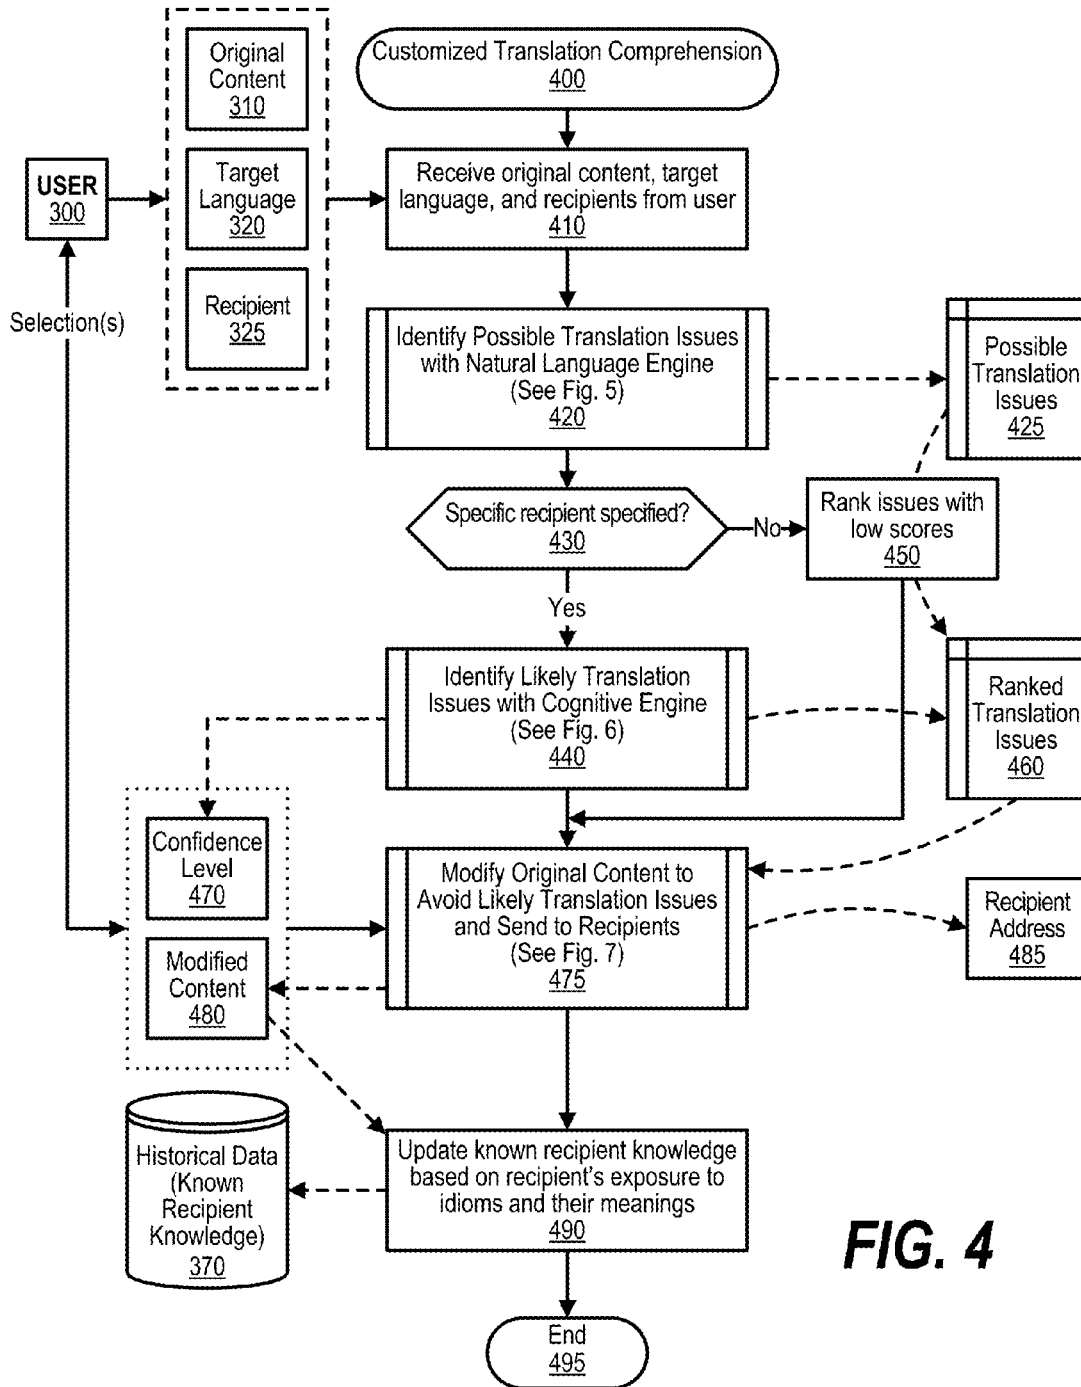 Customized Translation Comprehension
400
Original
Content
310
Target
Language
320
Recipient
325
USER
300
Receive original content, target
language, and recipients from user
410
Selection(s)
Identify Possible Translation Issues
with Natural Language Engine
(See Fig. 5)
420
Possible
Translation
Issues
425
Specific recipient specified?
430
No
Rank issues with
low scores
450
Yes
Identify Likely Translation
Issues with Cognitive Engine
(See Fig. 6)
440
Ranked
Translation
Issues
460
Confidence
Level
470
Modified
Content
480
Modify Original Content to
Avoid Likely Translation Issues
and Send to Recipients
(See Fig. 7)
475
Recipient
Address
485
Historical Data
(Known
Recipient
Knowledge)
370
Update known recipient knowledge
based on recipient's exposure to
idioms and their meanings
490
FIG. 4
End
495